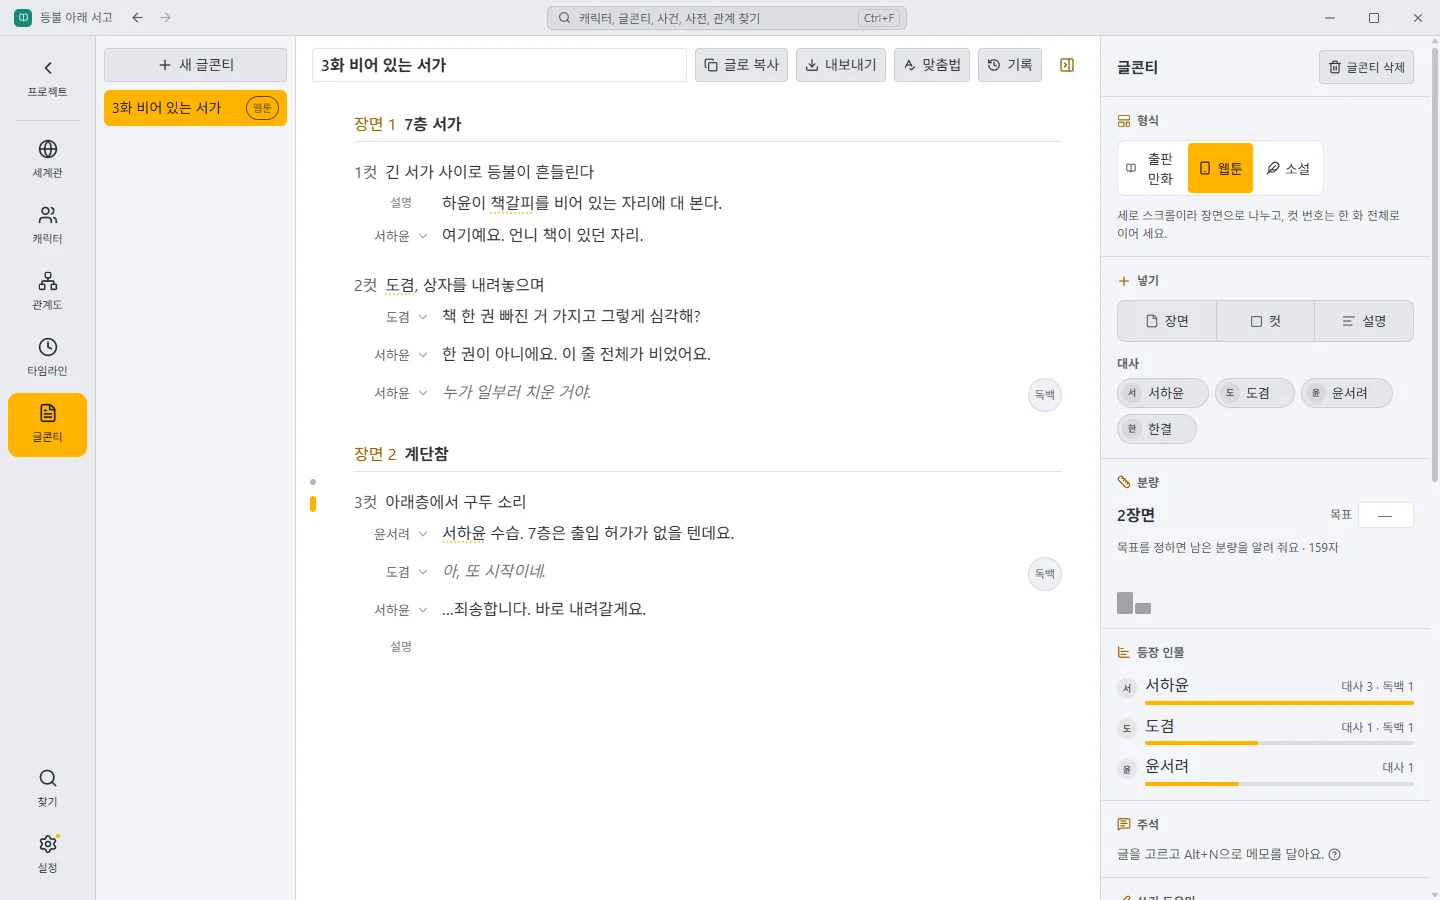 등불 아래 서고
캐릭터, 글콘티, 사건, 사전, 관계 찾기
Ctrl+F
프로젝트
세계관
캐릭터
관계도
타임라인
글콘티
찾기
설정
새 글콘티
3화 비어 있는 서가 웹툰
3화 비어 있는 서가
글로 복사
내보내기
맞춤법
기록
장면 1 7층 서가
1컷 긴 서가 사이로 등불이 흔들린다
설명 하윤이 책갈피를 비어 있는 자리에 대 본다.
서하윤 여기예요. 언니 책이 있던 자리.
2컷 도겸, 상자를 내려놓으며
도겸 책 한 권 빠진 거 가지고 그렇게 심각해?
서하윤 한 권이 아니에요. 이 줄 전체가 비었어요.
서하윤 누가 일부러 치운 거야. 독백
장면 2 계단참
3컷 아래층에서 구두 소리
윤서려 서하윤 수습. 7층은 출입 허가가 없을 텐데요.
도겸 아, 또 시작이네. 독백
서하윤 ...죄송합니다. 바로 내려갈게요.
설명
글콘티
글콘티 삭제
형식
출판
만화
웹툰
소설
세로 스크롤이라 장면으로 나누고, 컷 번호는 한 화 전체로
이어 세요.
넣기
장면
컷
설명
대사
서 서하윤
도 도겸
윤 윤서려
한 한결
분량
2장면
목표 —
목표를 정하면 남은 분량을 알려 줘요 · 159자
등장 인물
서 서하윤 대사 3 · 독백 1
도 도겸 대사 1 · 독백 1
윤 윤서려 대사 1
주석
글을 고르고 Alt+N으로 메모를 달아요.